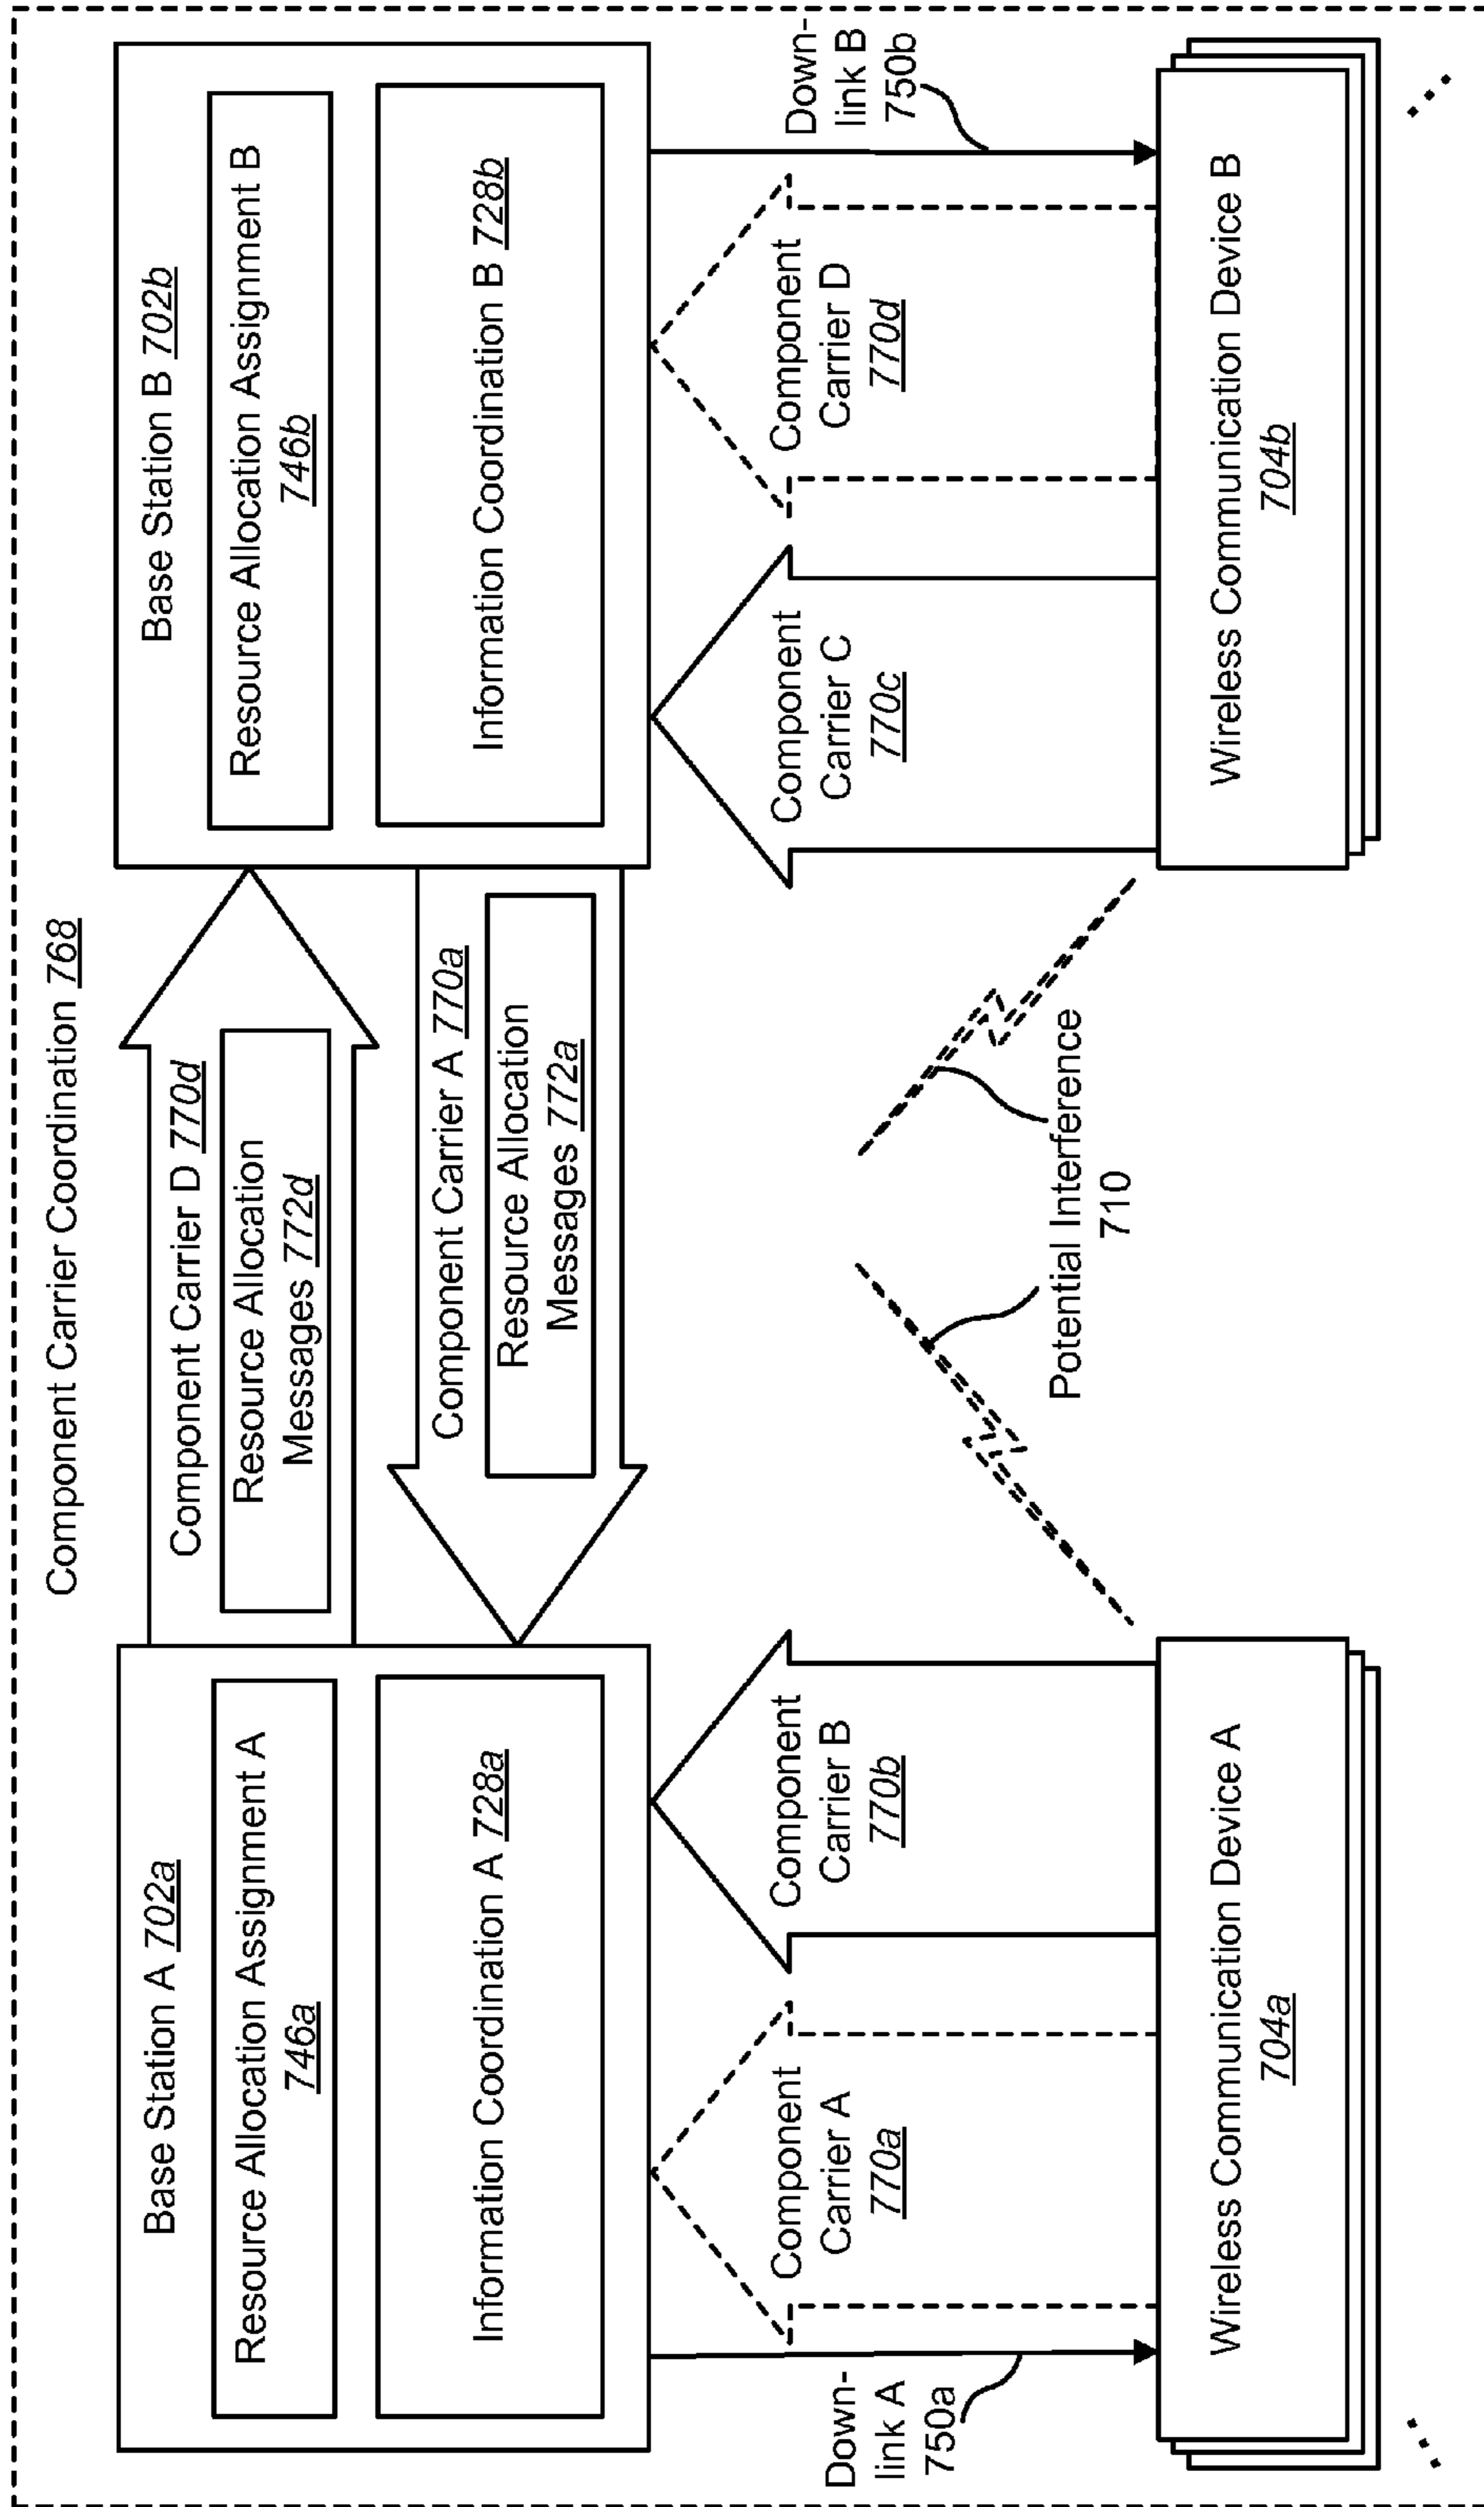 Component Carrier Coordination 768
Base Station A 702a
Resource Allocation Assignment A
746a
Information Coordination A 728a
Component Carrier D 770d
Resource Allocation
Messages 772d
Component Carrier A 770a
Resource Allocation
Messages 772a
Base Station B 702b
Resource Allocation Assignment B
746b
Information Coordination B 728b
Down-
link A
750a
Component
Carrier A
770a
Component
Carrier B
770b
Component
Carrier C
770c
Component
Carrier D
770d
Down-
link B
750b
Potential Interference
710
Wireless Communication Device A
704a
Wireless Communication Device B
704b